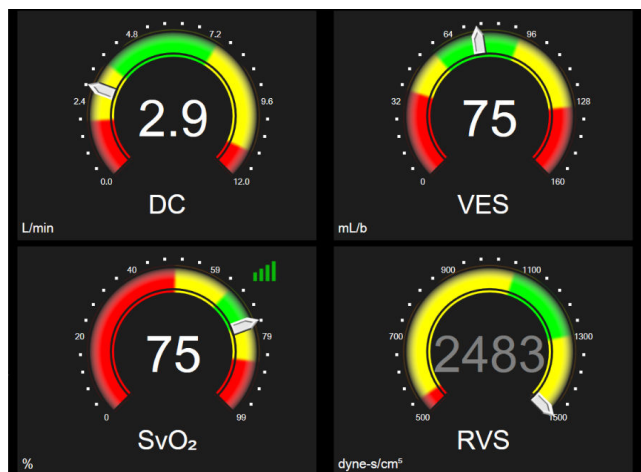 4.8 7.2
2.4 9.6
2.9
0.0 12.0
DC
L/min
64 96
32 128
75
0 160
VES
mL/b
40 59
20 79
75
0 99
SvO₂
%
900 1100
700 1300
2483
500 1500
RVS
dyne-s/cm⁵